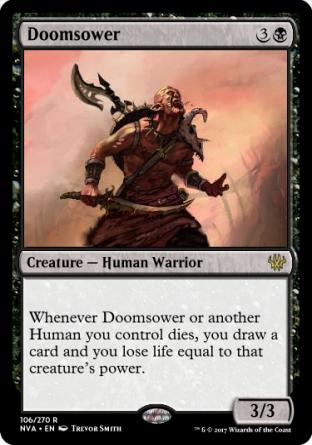 Doomsower 3
Creature — Human Warrior
Whenever Doomsower or another
Human you control dies, you draw a
card and you lose life equal to that
creature's power.
3/3
106/270 R
NVA • EN Trevor Smith
™ & © 2017 Wizards of the Coast